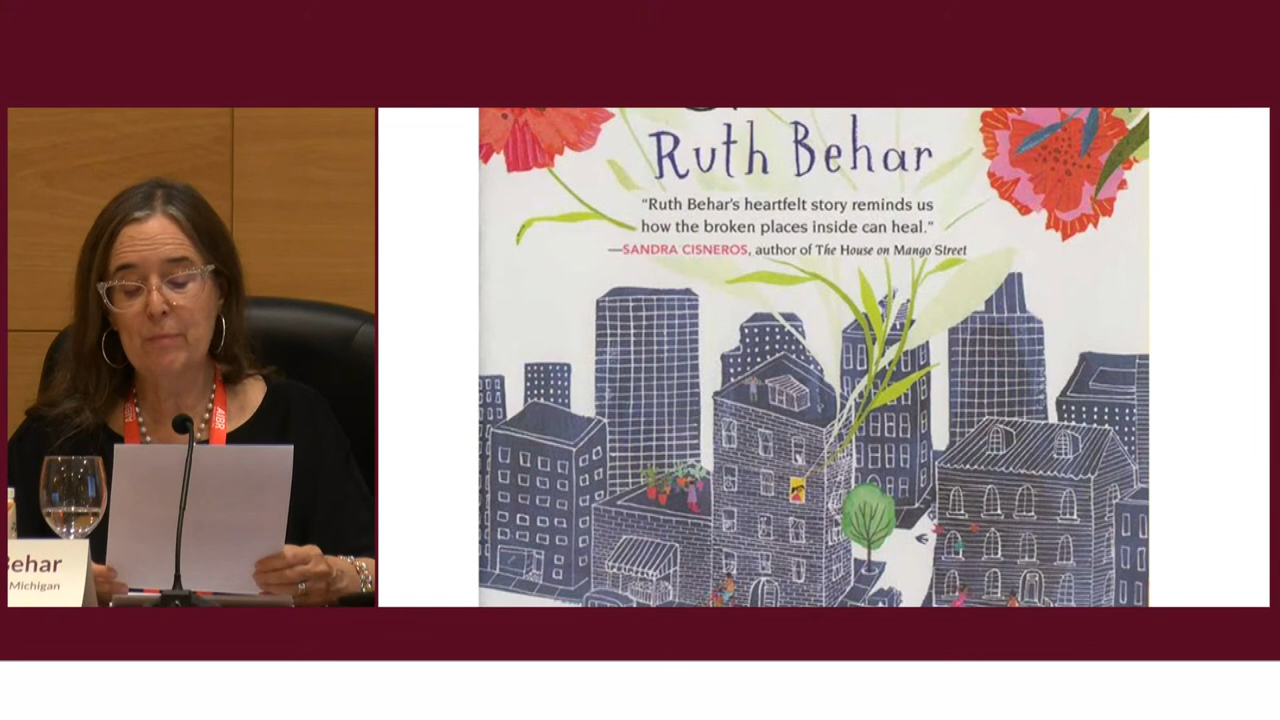 Behar
Michigan
AIBR
Ruth Behar
“Ruth Behar’s heartfelt story reminds us
how the broken places inside can heal.”
—SANDRA CISNEROS, author of The House on Mango Street